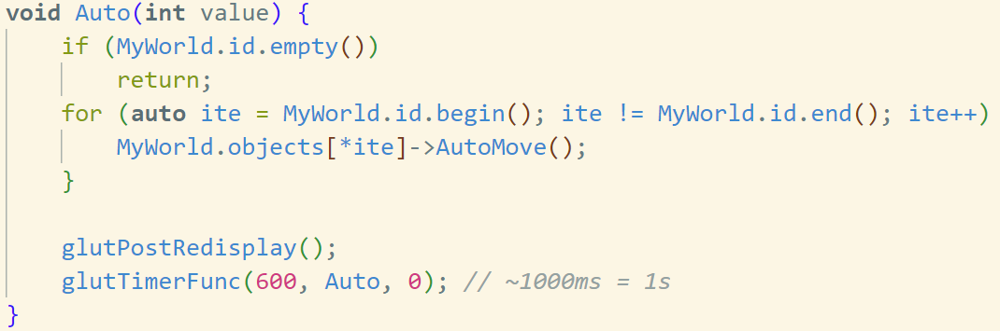 void Auto(int value) {
    if (MyWorld.id.empty())
        return;
    for (auto ite = MyWorld.id.begin(); ite != MyWorld.id.end(); ite++)
        MyWorld.objects[*ite]->AutoMove();
    }

    glutPostRedisplay();
    glutTimerFunc(600, Auto, 0); // ~1000ms = 1s
}